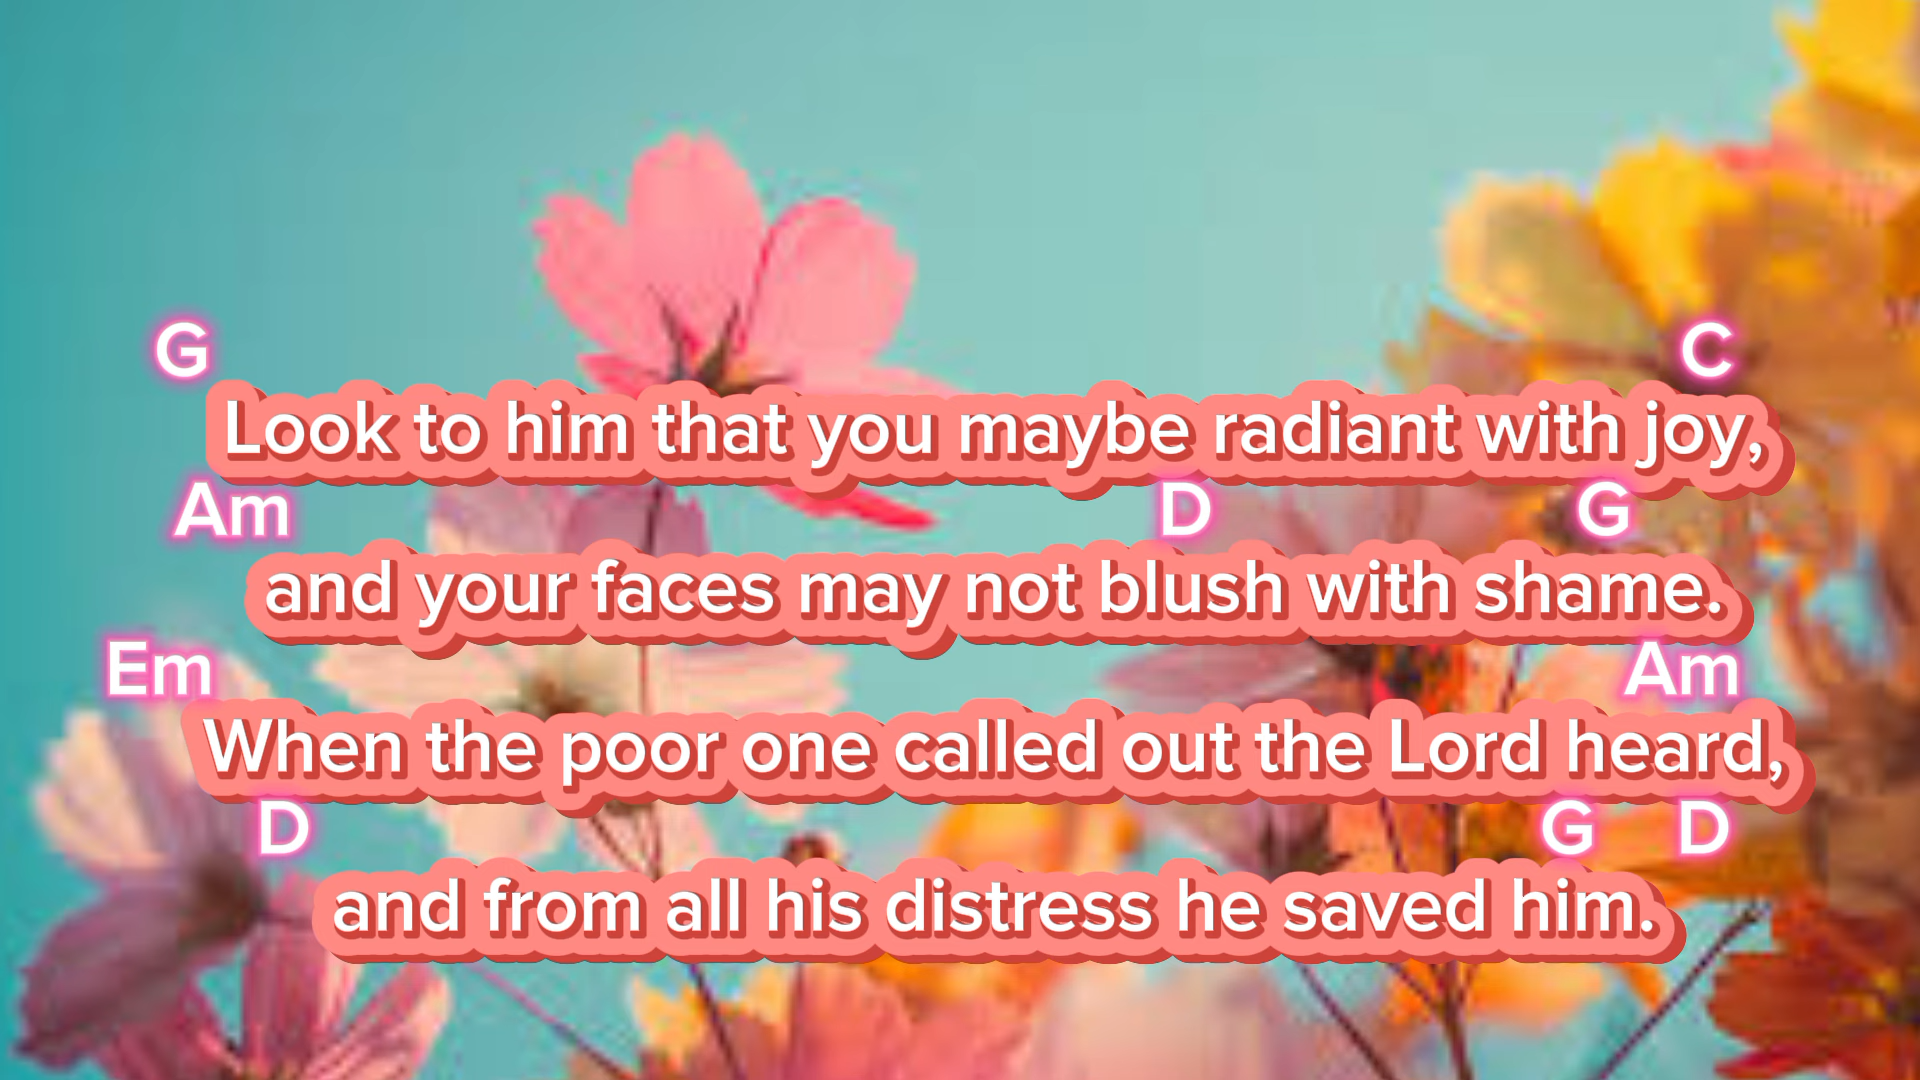 G C
Look to him that you maybe radiant with joy,
Am D G
and your faces may not blush with shame.
Em Am
When the poor one called out the Lord heard,
D G D
and from all his distress he saved him.